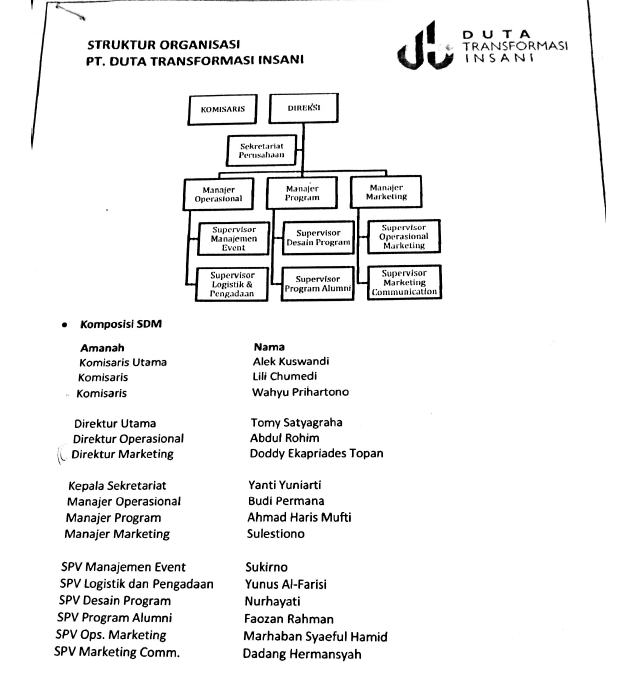 STRUKTUR ORGANISASI
PT. DUTA TRANSFORMASI INSANI
DUTA
TRANSFORMASI
INSANI
KOMISARIS
DIREKSI
Sekretariat
Perusahaan
Manajer
Operasional
Manajer
Program
Manajer
Marketing
Supervisor
Manajemen
Event
Supervisor
Desain Program
Supervisor
Operasional
Marketing
Supervisor
Logistik &
Pengadaan
Supervisor
Program Alumni
Supervisor
Marketing
Communication
• Komposisi SDM
Amanah Nama
Komisaris Utama Alek Kuswandi
Komisaris Lili Chumedi
Komisaris Wahyu Prihartono
Direktur Utama Tomy Satyagraha
Direktur Operasional Abdul Rohim
Direktur Marketing Doddy Ekapriades Topan
Kepala Sekretariat Yanti Yuniarti
Manajer Operasional Budi Permana
Manajer Program Ahmad Haris Mufti
Manajer Marketing Sulestiono
SPV Manajemen Event Sukirno
SPV Logistik dan Pengadaan Yunus Al-Farisi
SPV Desain Program Nurhayati
SPV Program Alumni Faozan Rahman
SPV Ops. Marketing Marhaban Syaeful Hamid
SPV Marketing Comm. Dadang Hermansyah